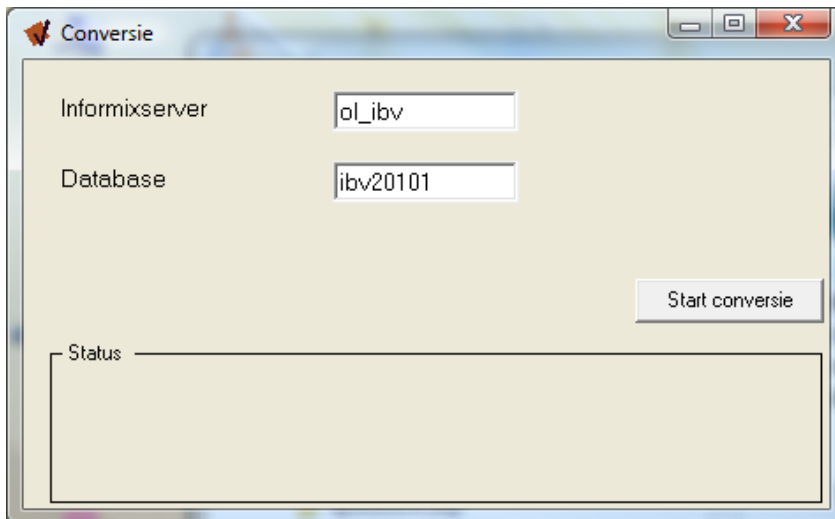 Conversie
Informixserver ol_ibv
Database ibv20101
Start conversie
Status